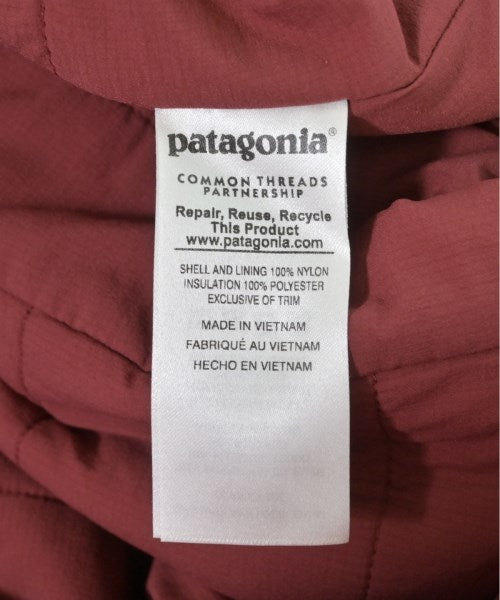 patagonia®
COMMON THREADS
PARTNERSHIP
Repair, Reuse, Recycle
This Product
www.patagonia.com
SHELL AND LINING 100% NYLON
INSULATION 100% POLYESTER
EXCLUSIVE OF TRIM
MADE IN VIETNAM
FABRIQUÉ AU VIETNAM
HECHO EN VIETNAM